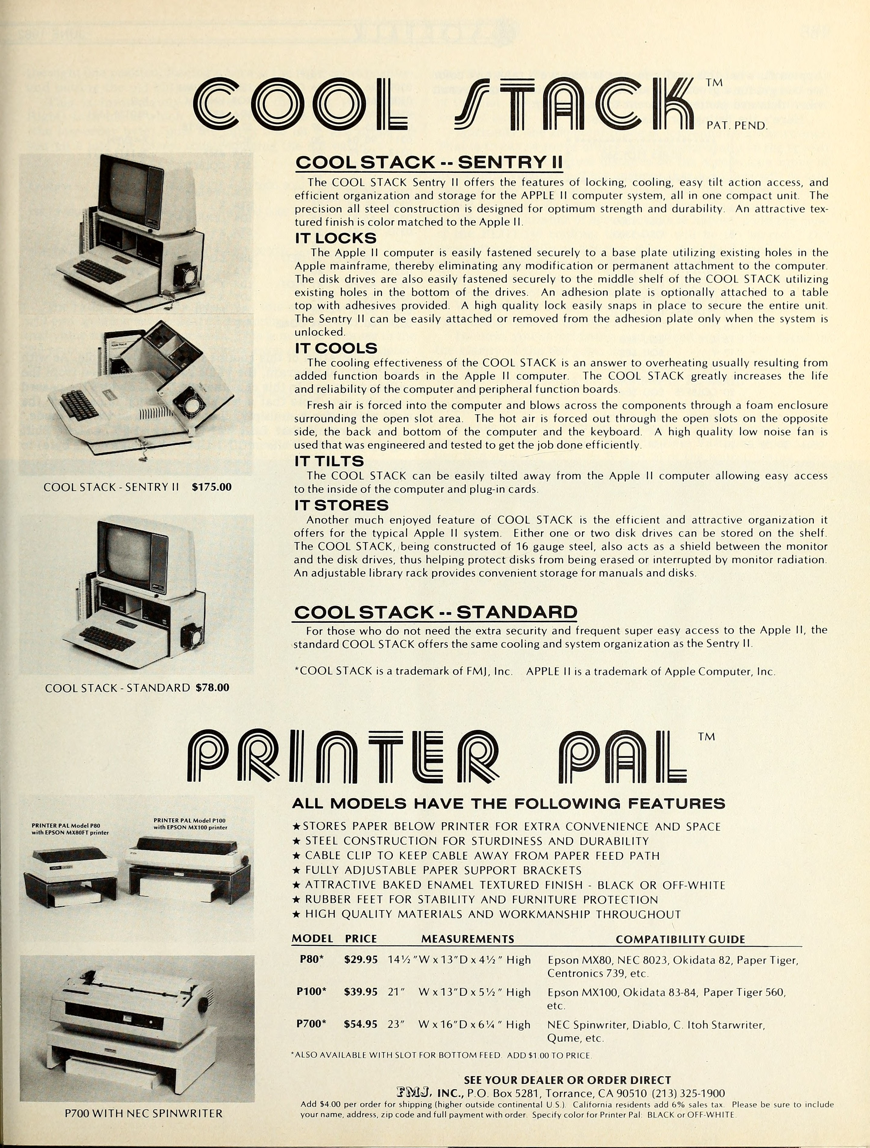 COOL STACK™
PAT. PEND.
COOL STACK -- SENTRY II
The COOL STACK Sentry II offers the features of locking, cooling, easy tilt action access, and
efficient organization and storage for the APPLE II computer system, all in one compact unit. The
precision all steel construction is designed for optimum strength and durability. An attractive tex-
tured finish is color matched to the Apple II.
IT LOCKS
The Apple II computer is easily fastened securely to a base plate utilizing existing holes in the
Apple mainframe, thereby eliminating any modification or permanent attachment to the computer.
The disk drives are also easily fastened securely to the middle shelf of the COOL STACK utilizing
existing holes in the bottom of the drives. An adhesion plate is optionally attached to a table
top with adhesives provided. A high quality lock easily snaps in place to secure the entire unit.
The Sentry II can be easily attached or removed from the adhesion plate only when the system is
unlocked.
IT COOLS
The cooling effectiveness of the COOL STACK is an answer to overheating usually resulting from
added function boards in the Apple II computer. The COOL STACK greatly increases the life
and reliability of the computer and peripheral function boards.
Fresh air is forced into the computer and blows across the components through a foam enclosure
surrounding the open slot area. The hot air is forced out through the open slots on the opposite
side, the back and bottom of the computer and the keyboard. A high quality low noise fan is
used that was engineered and tested to get the job done efficiently.
IT TILTS
The COOL STACK can be easily tilted away from the Apple II computer allowing easy access
to the inside of the computer and plug-in cards.
IT STORES
Another much enjoyed feature of COOL STACK is the efficient and attractive organization it
offers for the typical Apple II system. Either one or two disk drives can be stored on the shelf.
The COOL STACK, being constructed of 16 gauge steel, also acts as a shield between the monitor
and the disk drives, thus helping protect disks from being erased or interrupted by monitor radiation.
An adjustable library rack provides convenient storage for manuals and disks.
COOL STACK - SENTRY II $175.00
COOL STACK -- STANDARD
For those who do not need the extra security and frequent super easy access to the Apple II, the
standard COOL STACK offers the same cooling and system organization as the Sentry II.
*COOL STACK is a trademark of FMJ, Inc. APPLE II is a trademark of Apple Computer, Inc.
COOL STACK - STANDARD $78.00
PRINTER PAL™
PRINTER PAL Model P80
with EPSON MX80FT printer
PRINTER PAL Model P100
with EPSON MX100 printer
ALL MODELS HAVE THE FOLLOWING FEATURES
★ STORES PAPER BELOW PRINTER FOR EXTRA CONVENIENCE AND SPACE
★ STEEL CONSTRUCTION FOR STURDINESS AND DURABILITY
★ CABLE CLIP TO KEEP CABLE AWAY FROM PAPER FEED PATH
★ FULLY ADJUSTABLE PAPER SUPPORT BRACKETS
★ ATTRACTIVE BAKED ENAMEL TEXTURED FINISH - BLACK OR OFF-WHITE
★ RUBBER FEET FOR STABILITY AND FURNITURE PROTECTION
★ HIGH QUALITY MATERIALS AND WORKMANSHIP THROUGHOUT
MODEL PRICE MEASUREMENTS COMPATIBILITY GUIDE
P80* $29.95 14½"W x 13"D x 4½" High Epson MX80, NEC 8023, Okidata 82, Paper Tiger,
Centronics 739, etc.
P100* $39.95 21" W x 13"D x 5½" High Epson MX100, Okidata 83-84, Paper Tiger 560,
etc.
P700* $54.95 23" W x 16"D x 6¼" High NEC Spinwriter, Diablo, C. Itoh Starwriter,
Qume, etc.
*ALSO AVAILABLE WITH SLOT FOR BOTTOM FEED. ADD $1.00 TO PRICE.
P700 WITH NEC SPINWRITER
SEE YOUR DEALER OR ORDER DIRECT
FMJ, INC., P.O. Box 5281, Torrance, CA 90510 (213) 325-1900
Add $4.00 per order for shipping (higher outside continental U.S.). California residents add 6% sales tax. Please be sure to include
your name, address, zip code and full payment with order. Specify color for Printer Pal: BLACK or OFF-WHITE